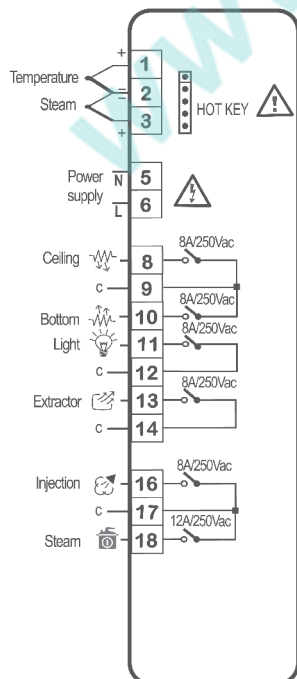 +
1
Temperature = 2 HOT KEY
Steam 3
+
Power N 5
supply L 6
8A/250Vac
Ceiling 8
c 9
8A/250Vac
Bottom 10
8A/250Vac
Light 11
c 12
8A/250Vac
Extractor 13
c 14
8A/250Vac
Injection 16
c 17
12A/250Vac
Steam 18